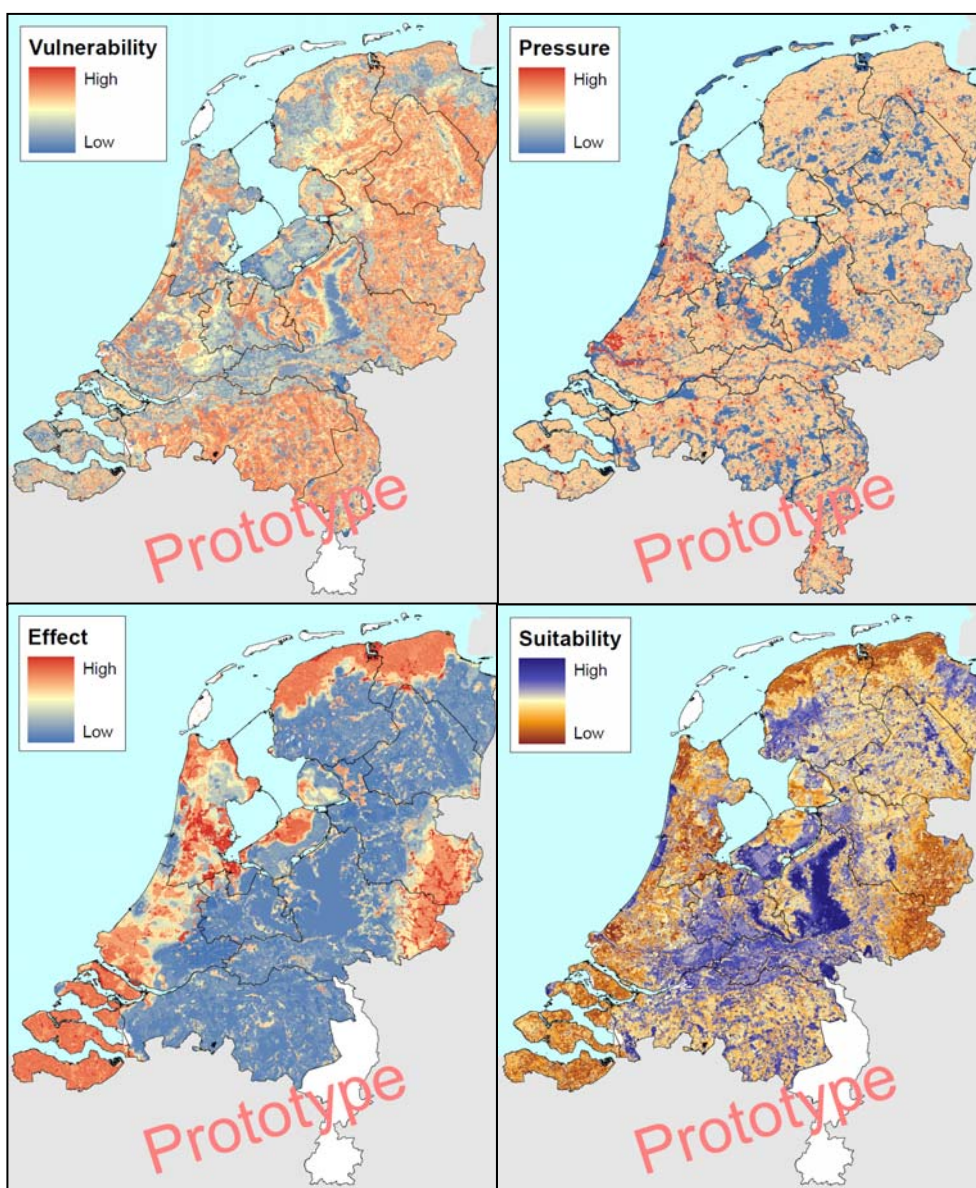 Vulnerability
High
Low
Prototype
Pressure
High
Low
Prototype
Effect
High
Low
Prototype
Suitability
High
Low
Prototype